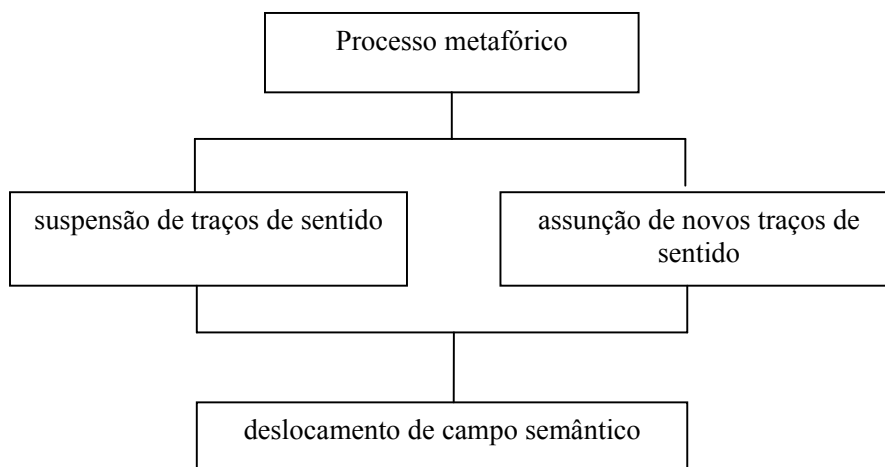 Processo metafórico
suspensão de traços de sentido
assunção de novos traços de
sentido
deslocamento de campo semântico